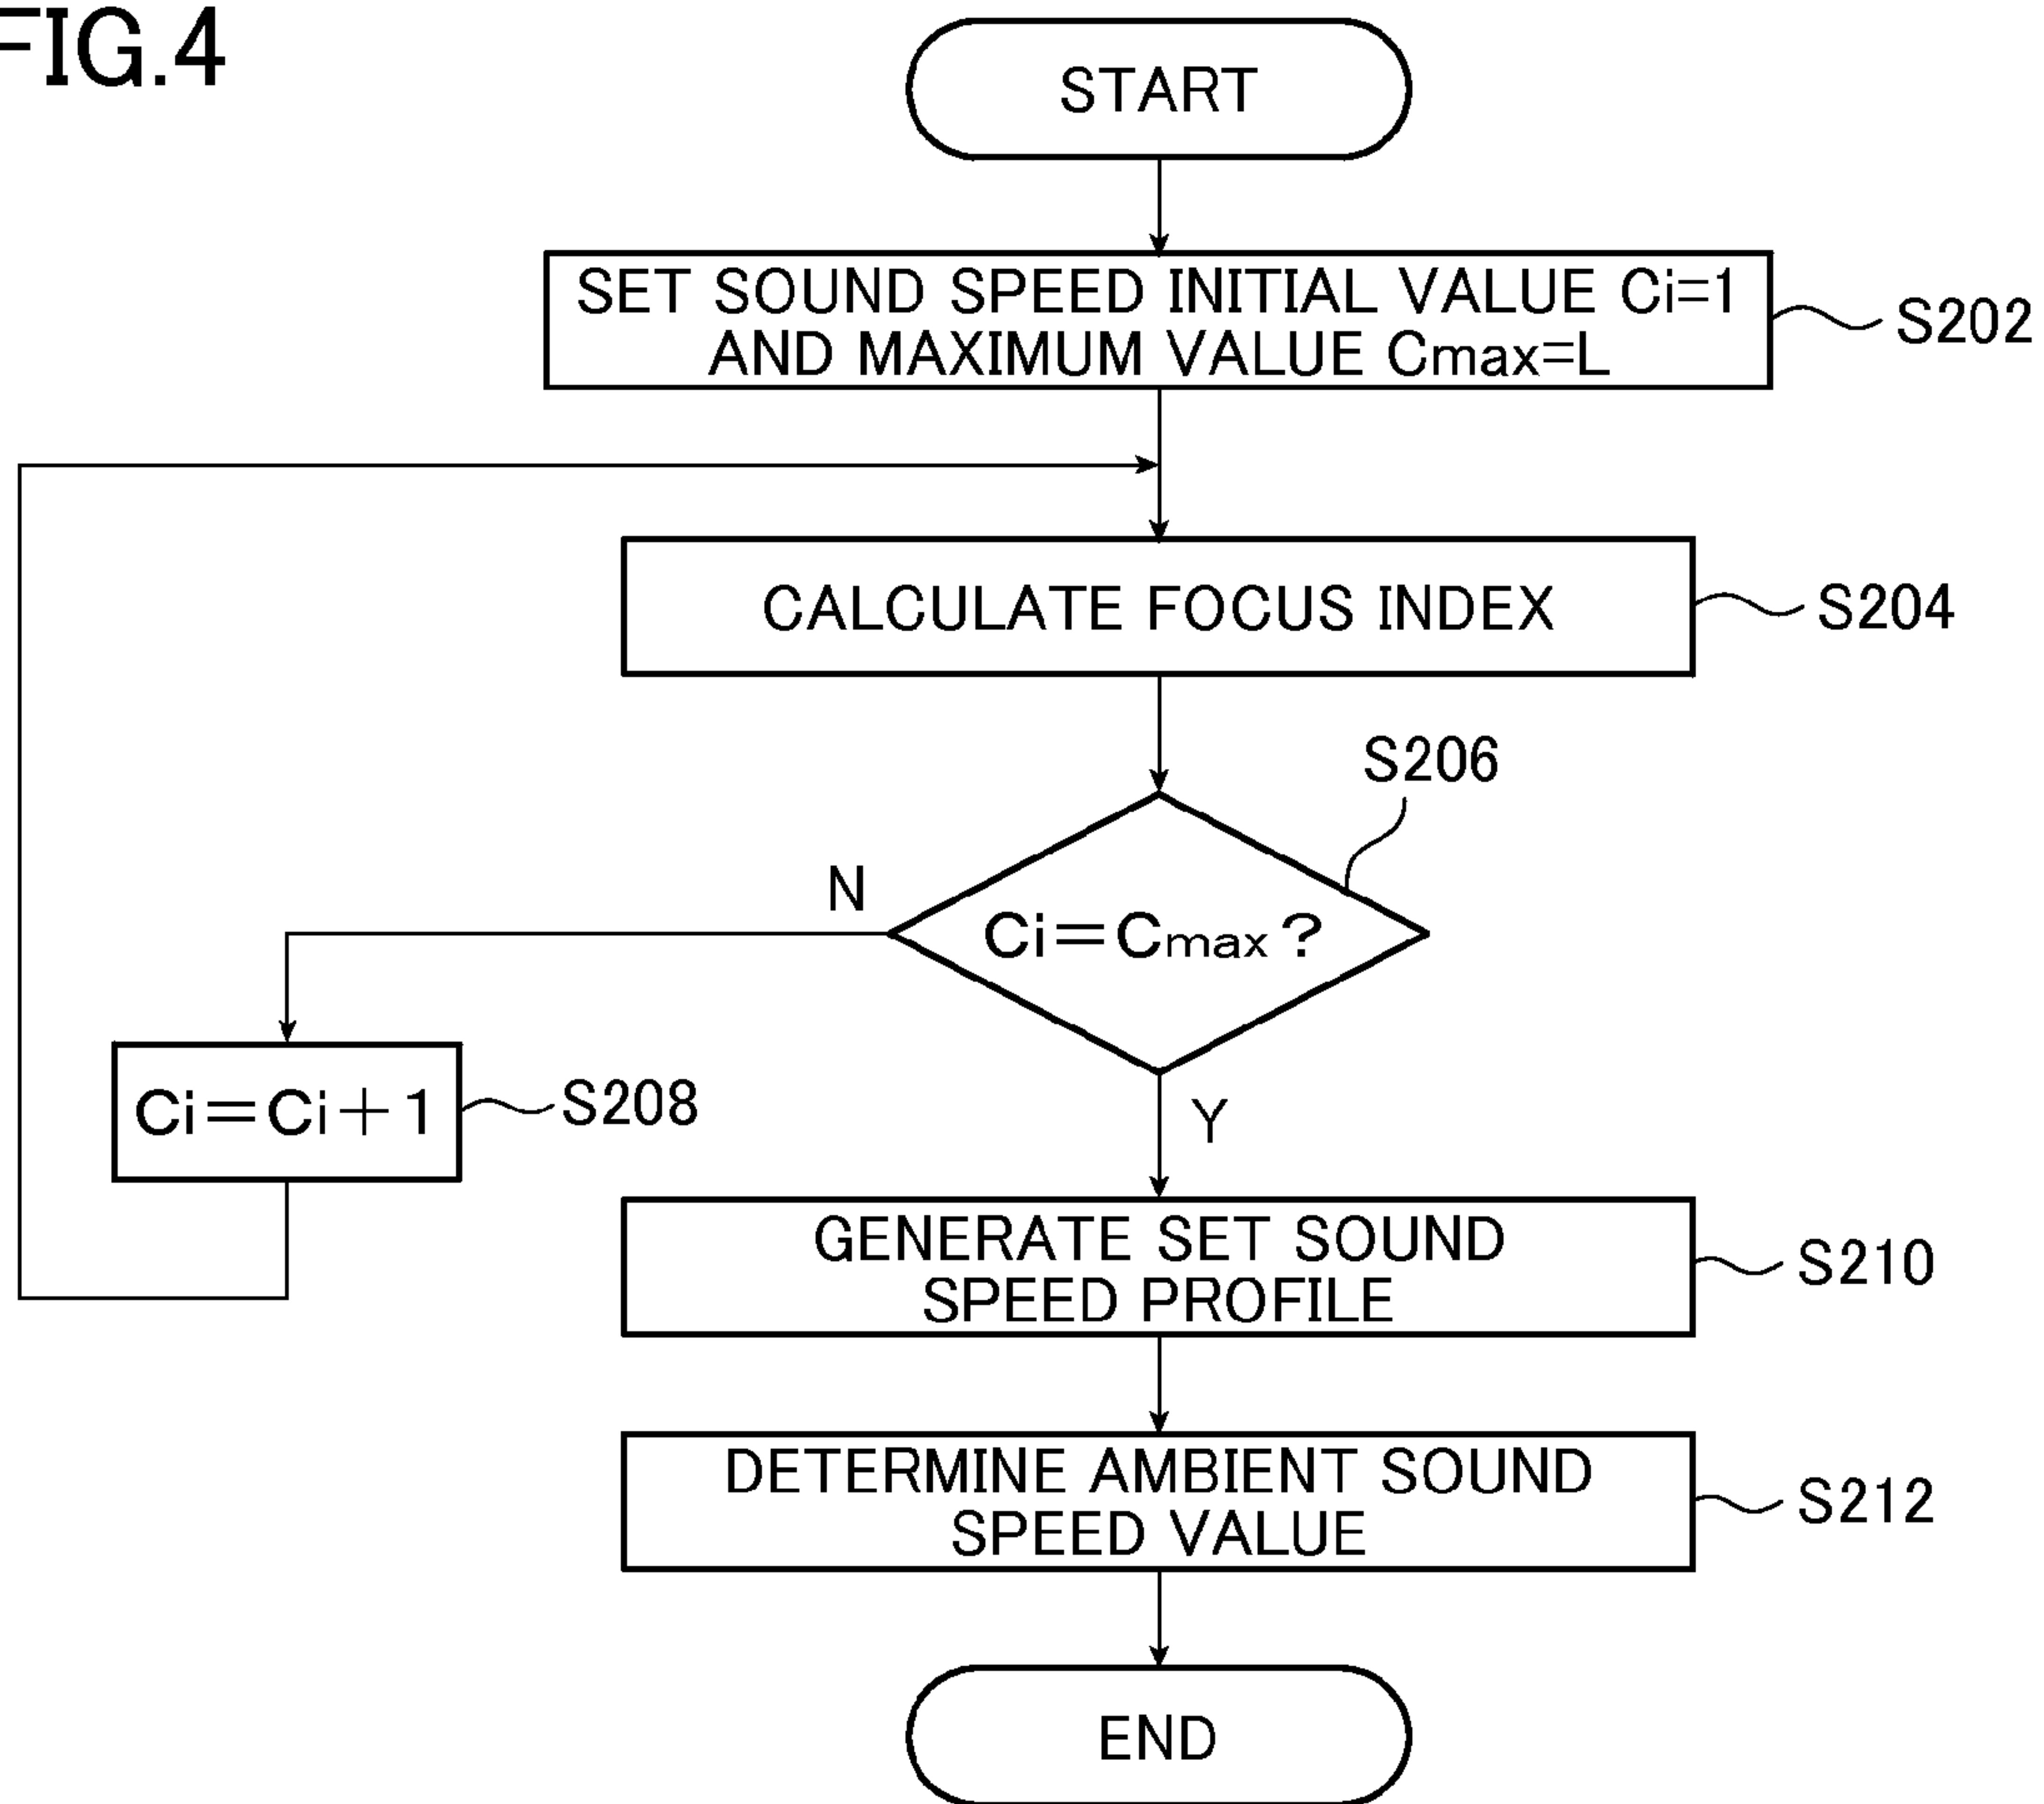 FIG.4
START
SET SOUND SPEED INITIAL VALUE Ci=1
AND MAXIMUM VALUE Cmax=L
S202
CALCULATE FOCUS INDEX
S204
S206
N
Ci=Cmax?
Ci=Ci+1
S208
Y
GENERATE SET SOUND
SPEED PROFILE
S210
DETERMINE AMBIENT SOUND
SPEED VALUE
S212
END